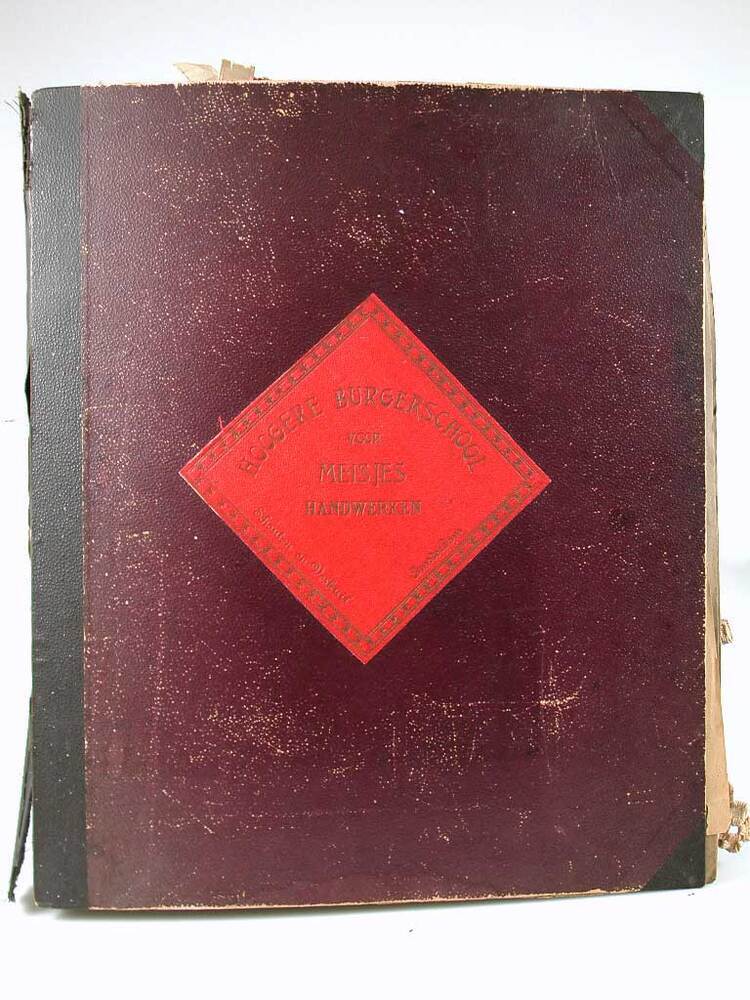 HOOGERE BURGERSCHOOL
VOOR
MEISJES
HANDWERKEN